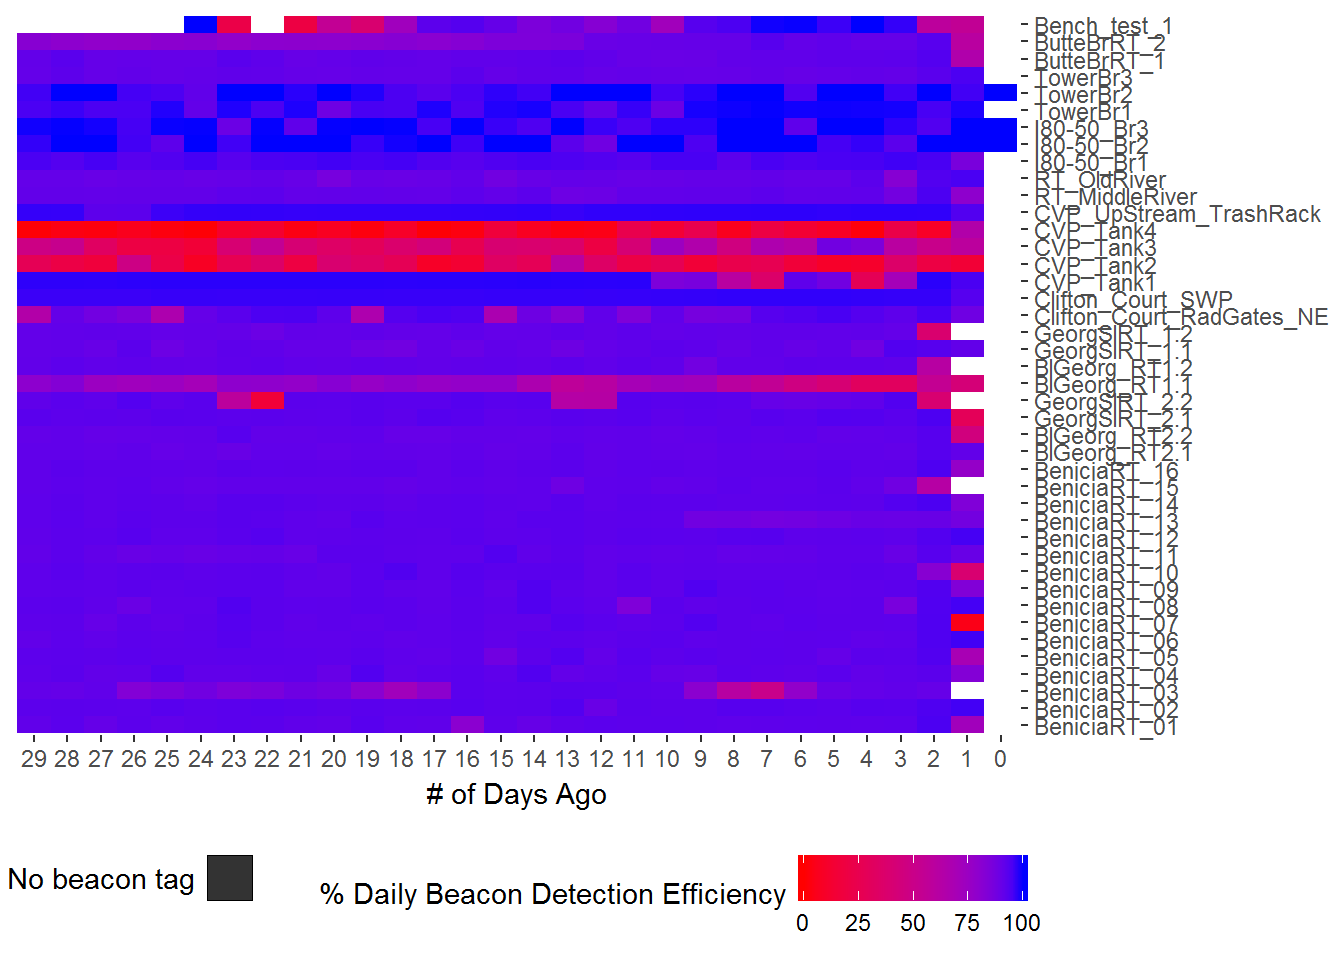 Bench_test_1
ButteBrRT_2
ButteBrRT_1
TowerBr3
TowerBr2
TowerBr1
I80-50_Br3
I80-50_Br2
I80-50_Br1
RT_OldRiver
RT_MiddleRiver
CVP_UpStream_TrashRack
CVP_Tank4
CVP_Tank3
CVP_Tank2
CVP_Tank1
Clifton_Court_SWP
Clifton_Court_RadGates_NE
GeorgSlRT_1.2
GeorgSlRT_1.1
BlGeorg_RT1.2
BlGeorg_RT1.1
GeorgSlRT_2.2
GeorgSlRT_2.1
BlGeorg_RT2.2
BlGeorg_RT2.1
BeniciaRT_16
BeniciaRT_15
BeniciaRT_14
BeniciaRT_13
BeniciaRT_12
BeniciaRT_11
BeniciaRT_10
BeniciaRT_09
BeniciaRT_08
BeniciaRT_07
BeniciaRT_06
BeniciaRT_05
BeniciaRT_04
BeniciaRT_03
BeniciaRT_02
BeniciaRT_01
29 28 27 26 25 24 23 22 21 20 19 18 17 16 15 14 13 12 11 10 9 8 7 6 5 4 3 2 1 0
# of Days Ago
No beacon tag
% Daily Beacon Detection Efficiency
0 25 50 75 100